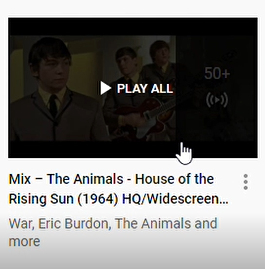 50+
PLAY ALL
Mix – The Animals - House of the
Rising Sun (1964) HQ/Widescreen...
War, Eric Burdon, The Animals and
more